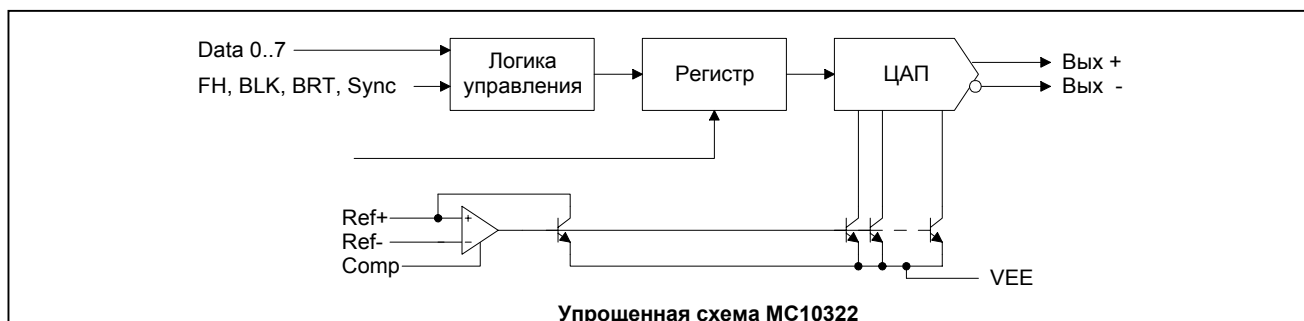 Data 0..7
FH, BLK, BRT, Sync
Логика
управления
Регистр
ЦАП
Вых +
Вых -
Ref+
+
Ref-
-
Comp
VEE
Упрощенная схема MC10322